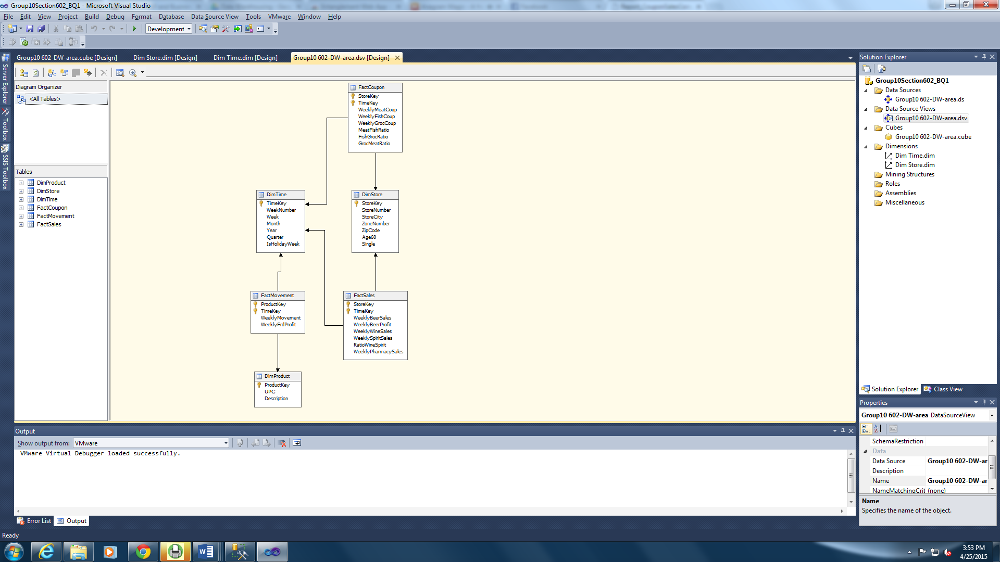 Group10Section602_BQ1 - Microsoft Visual Studio
File Edit View Project Build Debug Format Database Data Source View Tools VMware Window Help
Development
Group10 602-DW-area.cube [Design] Dim Store.dim [Design] Dim Time.dim [Design] Group10 602-DW-area.dsv [Design]
Server Explorer
Toolbox
SSIS Toolbox
Diagram Organizer
<All Tables>
Tables
DimProduct
DimStore
DimTime
FactCoupon
FactMovement
FactSales
FactCoupon
StoreKey
TimeKey
WeeklyMeatCoup
WeeklyFishCoup
WeeklyGrocCoup
MeatFishRatio
FishGrocRatio
GrocMeatRatio
DimTime
TimeKey
WeekNumber
Week
Month
Year
Quarter
IsHolidayWeek
DimStore
StoreKey
StoreNumber
StoreCity
ZoneNumber
ZipCode
Age60
Single
FactMovement
ProductKey
TimeKey
WeeklyMovement
WeeklyFrdProfit
FactSales
StoreKey
TimeKey
WeeklyBeerSales
WeeklyBeerProfit
WeeklyWineSales
WeeklySpiritSales
RatioWineSpirit
WeeklyPharmacySales
DimProduct
ProductKey
UPC
Description
Solution Explorer
Group10Section602_BQ1
Data Sources
Group10 602-DW-area.ds
Data Source Views
Group10 602-DW-area.dsv
Cubes
Group10 602-DW-area.cube
Dimensions
Dim Time.dim
Dim Store.dim
Mining Structures
Roles
Assemblies
Miscellaneous
Solution Explorer Class View
Properties
Group10 602-DW-area DataSourceView
SchemaRestriction
Data
Data Source Group10 602-DW-ar
Description
Name Group10 602-DW-ar
NameMatchingCrit (none)
Name
Specifies the name of the object.
Output
Show output from: VMware
VMware Virtual Debugger loaded successfully.
Error List Output
Ready
3:53 PM
4/25/2015